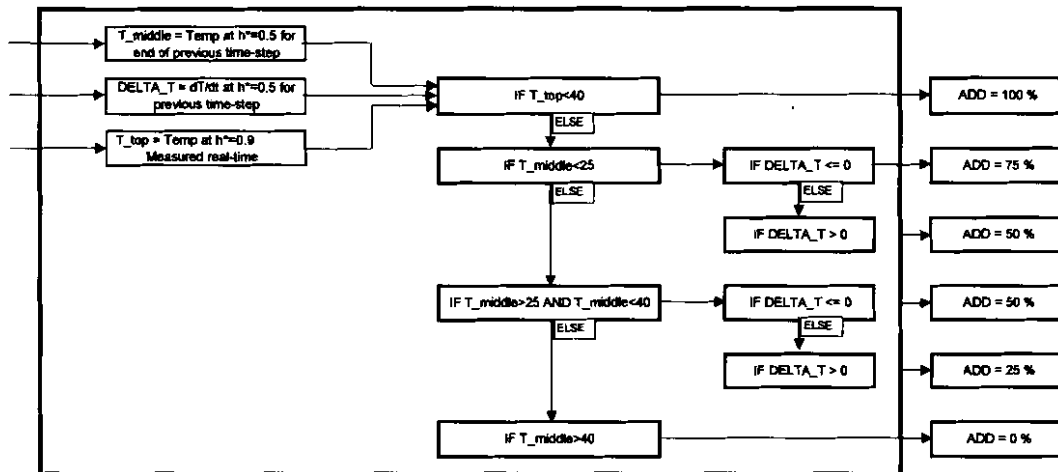 T_middle = Temp at h*=0.5 for
end of previous time-step
DELTA_T = dT/dt at h*=0.5 for
previous time-step
T_top = Temp at h*=0.9
Measured real-time
IF T_top<40
ADD = 100 %
ELSE
IF T_middle<25
IF DELTA_T <= 0
ADD = 75 %
ELSE
ELSE
IF DELTA_T > 0
ADD = 50 %
IF T_middle>25 AND T_middle<40
IF DELTA_T <= 0
ADD = 50 %
ELSE
ELSE
IF DELTA_T > 0
ADD = 25 %
IF T_middle>40
ADD = 0 %